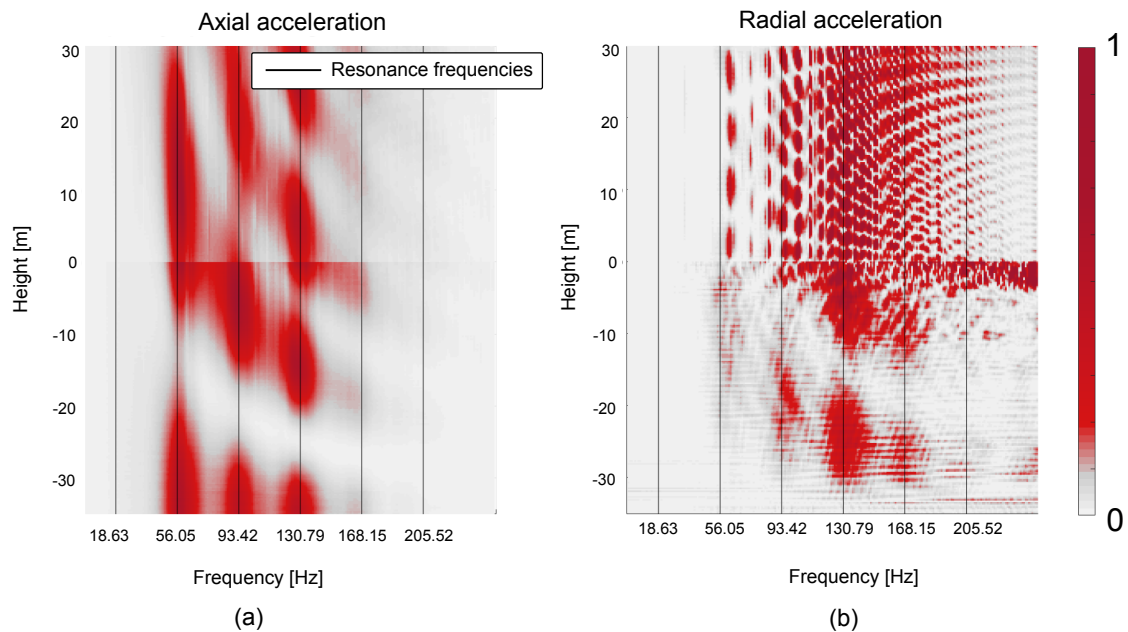 Axial acceleration
Radial acceleration
Resonance frequencies
Height [m]
30
20
10
0
-10
-20
-30
18.63 56.05 93.42 130.79 168.15 205.52
Frequency [Hz]
(a)
Height [m]
30
20
10
0
-10
-20
-30
18.63 56.05 93.42 130.79 168.15 205.52
Frequency [Hz]
(b)
1
0